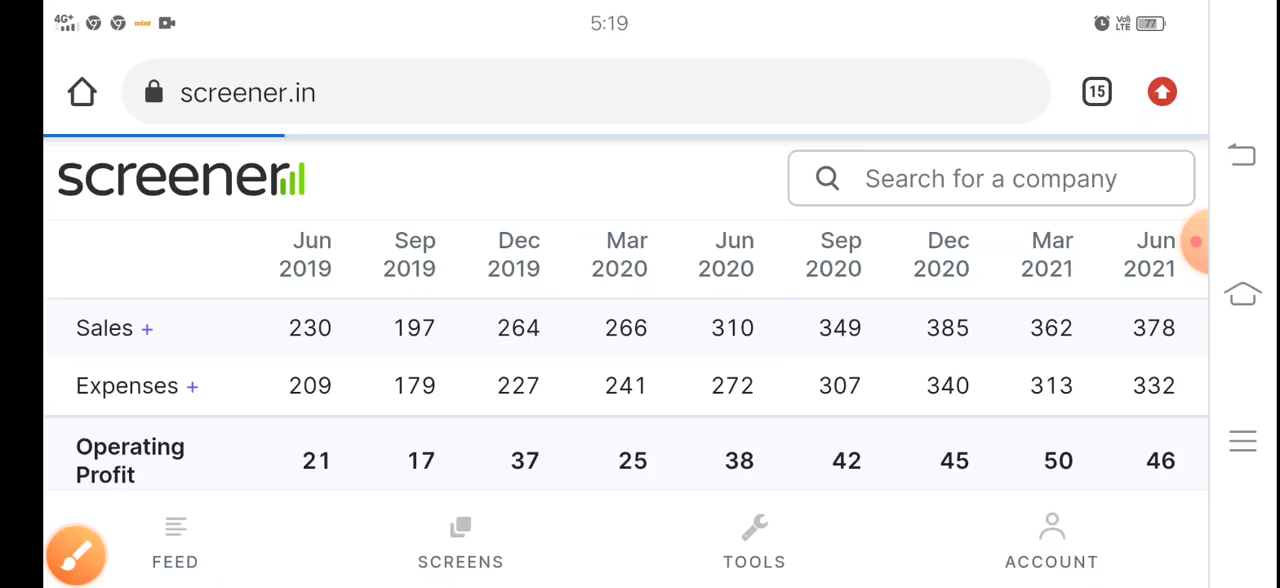 4G+ 5:19 Vo) LTE 77
screener.in 15
screener Search for a company
Jun Sep Dec Mar Jun Sep Dec Mar Jun
2019 2019 2019 2020 2020 2020 2020 2021 2021
Sales + 230 197 264 266 310 349 385 362 378
Expenses + 209 179 227 241 272 307 340 313 332
Operating
Profit 21 17 37 25 38 42 45 50 46
FEED SCREENS TOOLS ACCOUNT